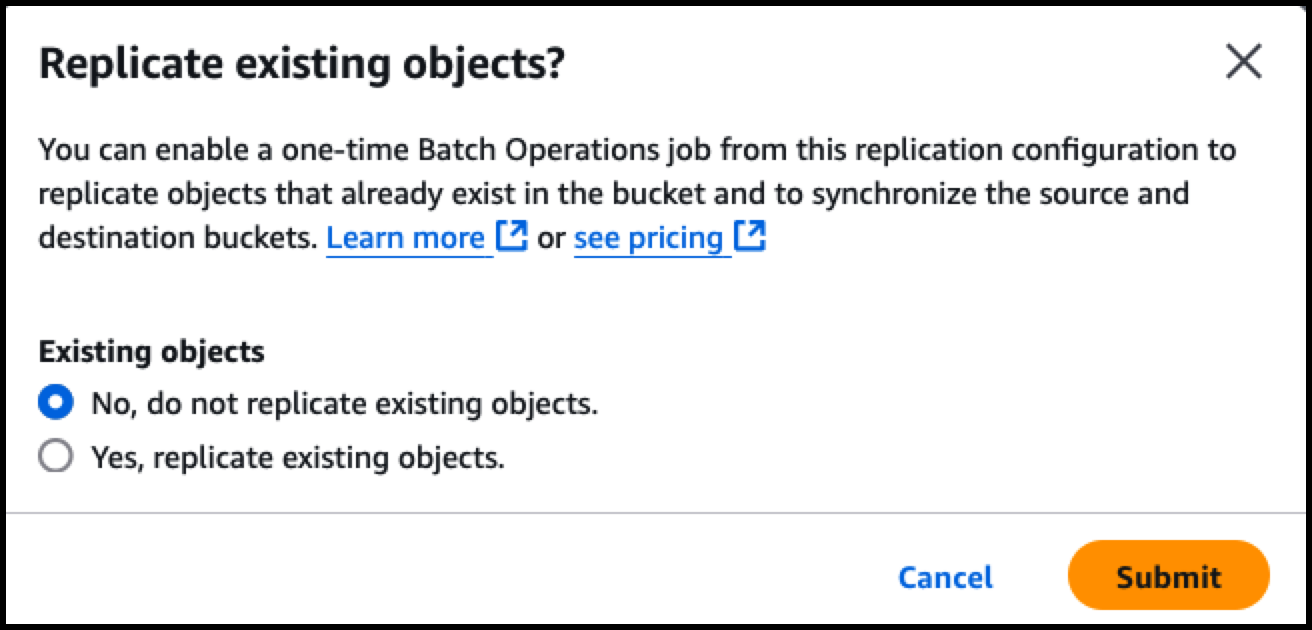 Replicate existing objects?
You can enable a one-time Batch Operations job from this replication configuration to
replicate objects that already exist in the bucket and to synchronize the source and
destination buckets. Learn more or see pricing
Existing objects
No, do not replicate existing objects.
Yes, replicate existing objects.
Cancel Submit